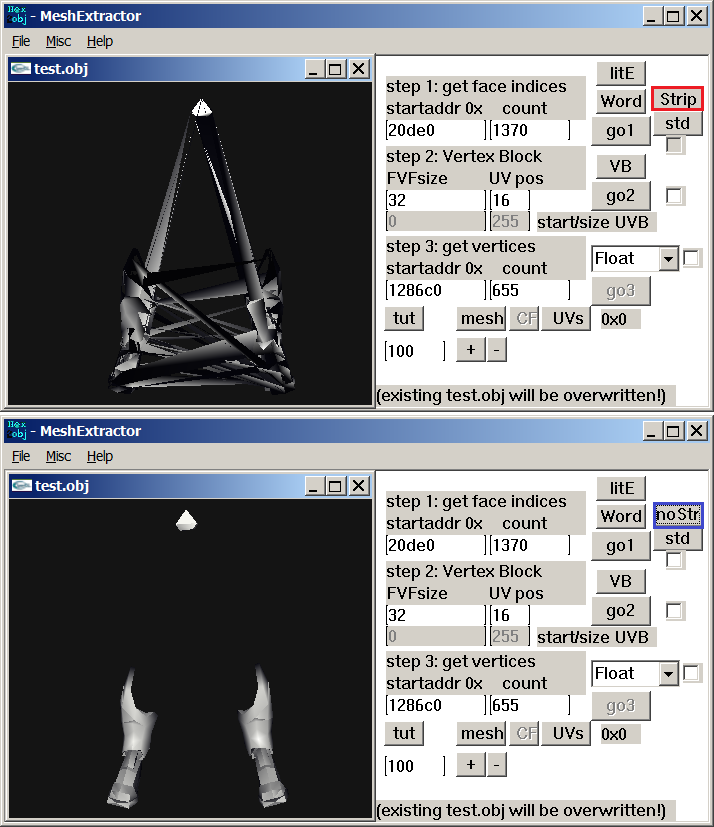 Hex obj - MeshExtractor
File Misc Help
test.obj
step 1: get face indices
startaddr 0x count
20de0 1370
litE
Word Strip
go1 std
step 2: Vertex Block
FVFsize UV pos
32 16
0 255 start/size UVB
VB
go2
step 3: get vertices
startaddr 0x count
1286c0 655
Float
go3
tut mesh CF UVs 0x0
100 + -
(existing test.obj will be overwritten!)
Hex obj - MeshExtractor
File Misc Help
test.obj
step 1: get face indices
startaddr 0x count
20de0 1370
litE
Word noStr
go1 std
step 2: Vertex Block
FVFsize UV pos
32 16
0 255 start/size UVB
VB
go2
step 3: get vertices
startaddr 0x count
1286c0 655
Float
go3
tut mesh CF UVs 0x0
100 + -
(existing test.obj will be overwritten!)